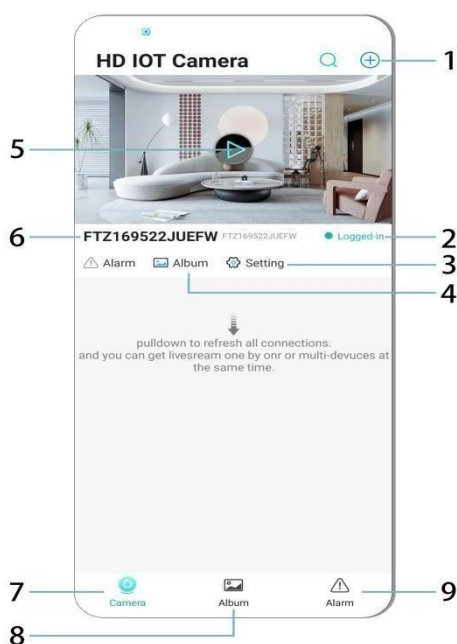 HD IOT Camera
1
5
6
FTZ169522JUEFW FTZ169522JUEFW Logged-in
2
Alarm Album Setting
3
4
pulldown to refresh all connections.
and you can get livesream one by onr or multi-devuces at
the same time.
7
Camera Album Alarm
9
8